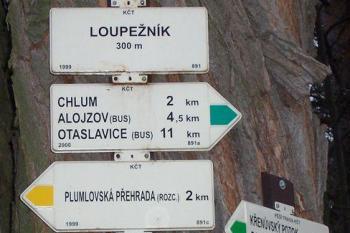 KČT
LOUPEŽNÍK
300 m
1999 891
KČT
CHLUM 2 km
ALOJZOV (BUS) 4,5 km
OTASLAVICE (BUS) 11 km
2000 891a
KČT
PLUMLOVSKÁ PŘEHRADA (ROZC.) 2 km
1999 891c
KŘENŮVSKÝ